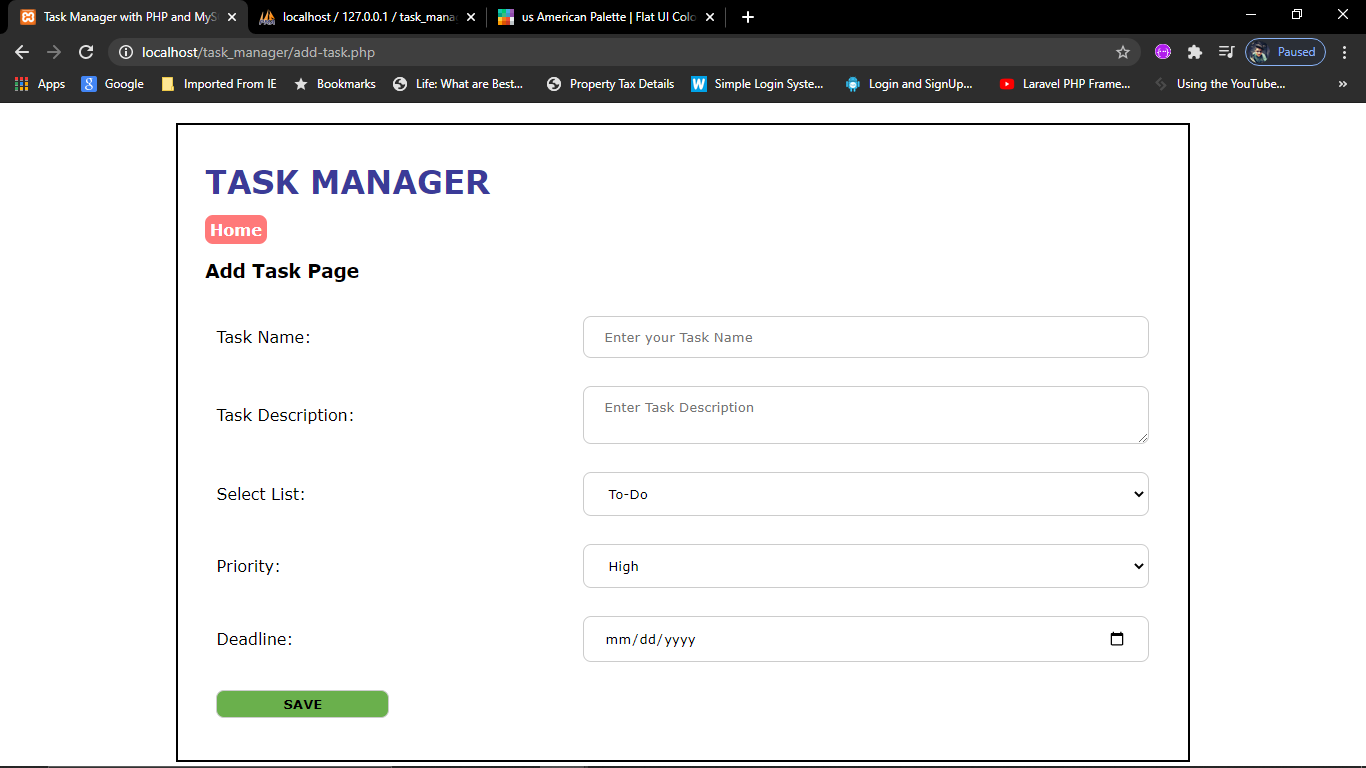 Task Manager with PHP and MyS
localhost / 127.0.0.1 / task_mana
us American Palette | Flat UI Colo
localhost/task_manager/add-task.php
Paused
Apps
Google
Imported From IE
Bookmarks
Life: What are Best...
Property Tax Details
W
Simple Login Syste...
Login and SignUp...
Laravel PHP Frame...
Using the YouTube...
»
TASK MANAGER
Home
Add Task Page
Task Name:
Enter your Task Name
Task Description:
Enter Task Description
Select List:
To-Do
Priority:
High
Deadline:
mm/dd/yyyy
SAVE